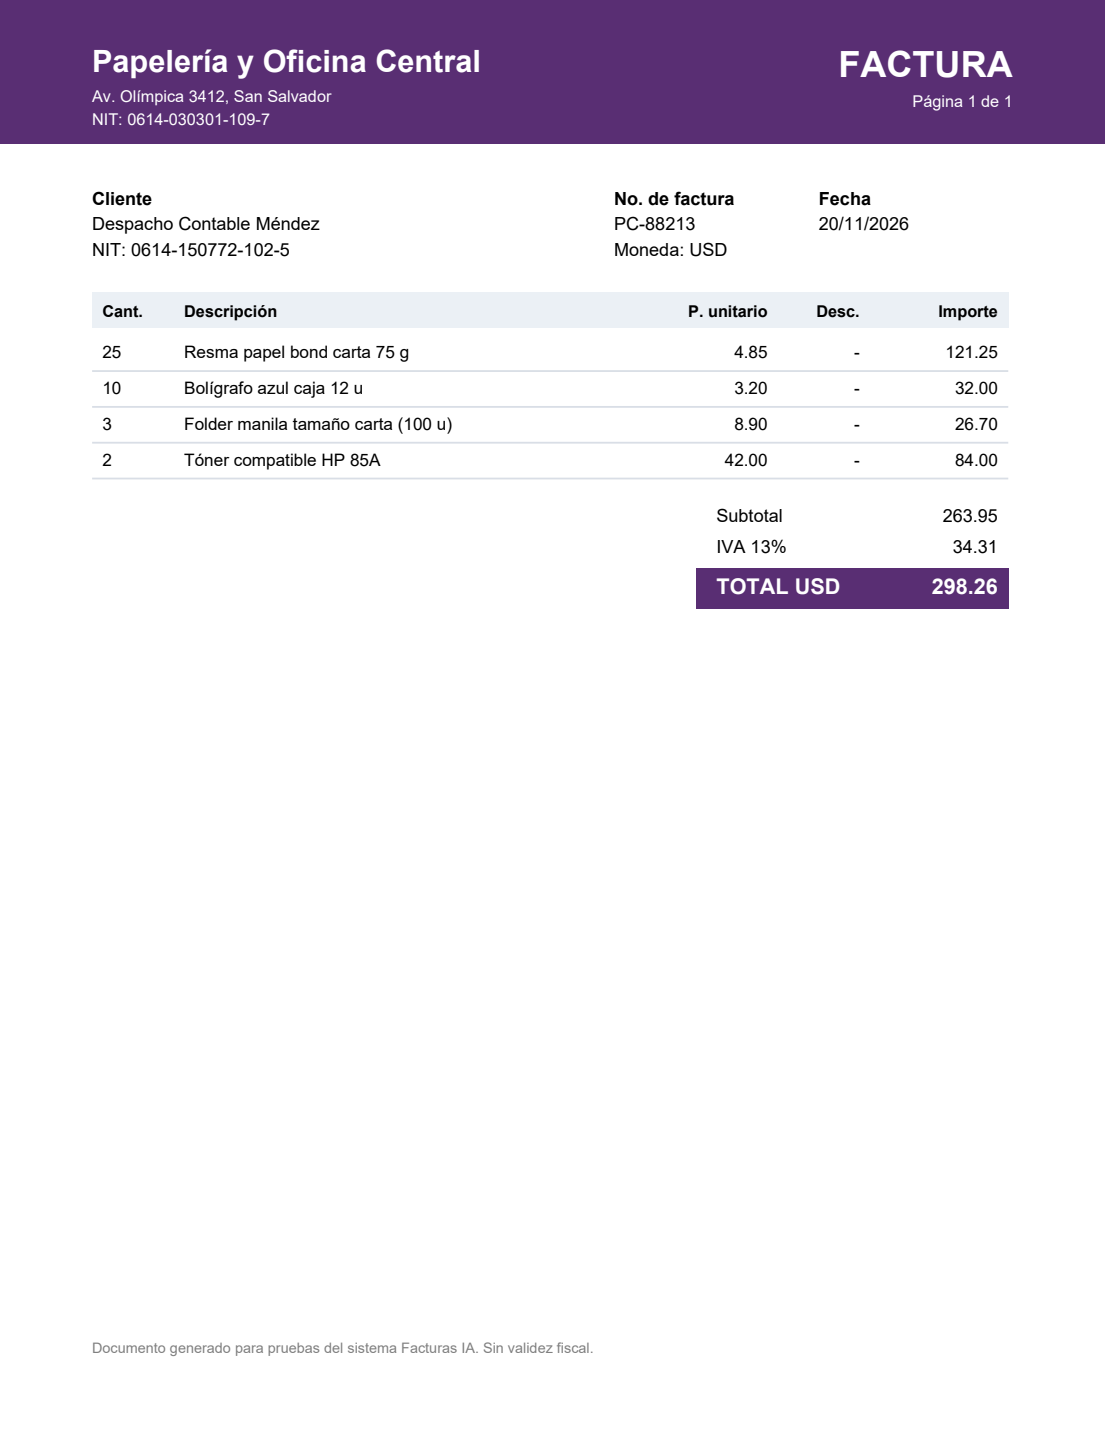 Papelería y Oficina Central
Av. Olímpica 3412, San Salvador
NIT: 0614-030301-109-7
FACTURA
Página 1 de 1
Cliente
Despacho Contable Méndez
NIT: 0614-150772-102-5
No. de factura
PC-88213
Moneda: USD
Fecha
20/11/2026
Cant. Descripción P. unitario Desc. Importe
25 Resma papel bond carta 75 g 4.85 - 121.25
10 Bolígrafo azul caja 12 u 3.20 - 32.00
3 Folder manila tamaño carta (100 u) 8.90 - 26.70
2 Tóner compatible HP 85A 42.00 - 84.00
Subtotal 263.95
IVA 13% 34.31
TOTAL USD 298.26
Documento generado para pruebas del sistema Facturas IA. Sin validez fiscal.